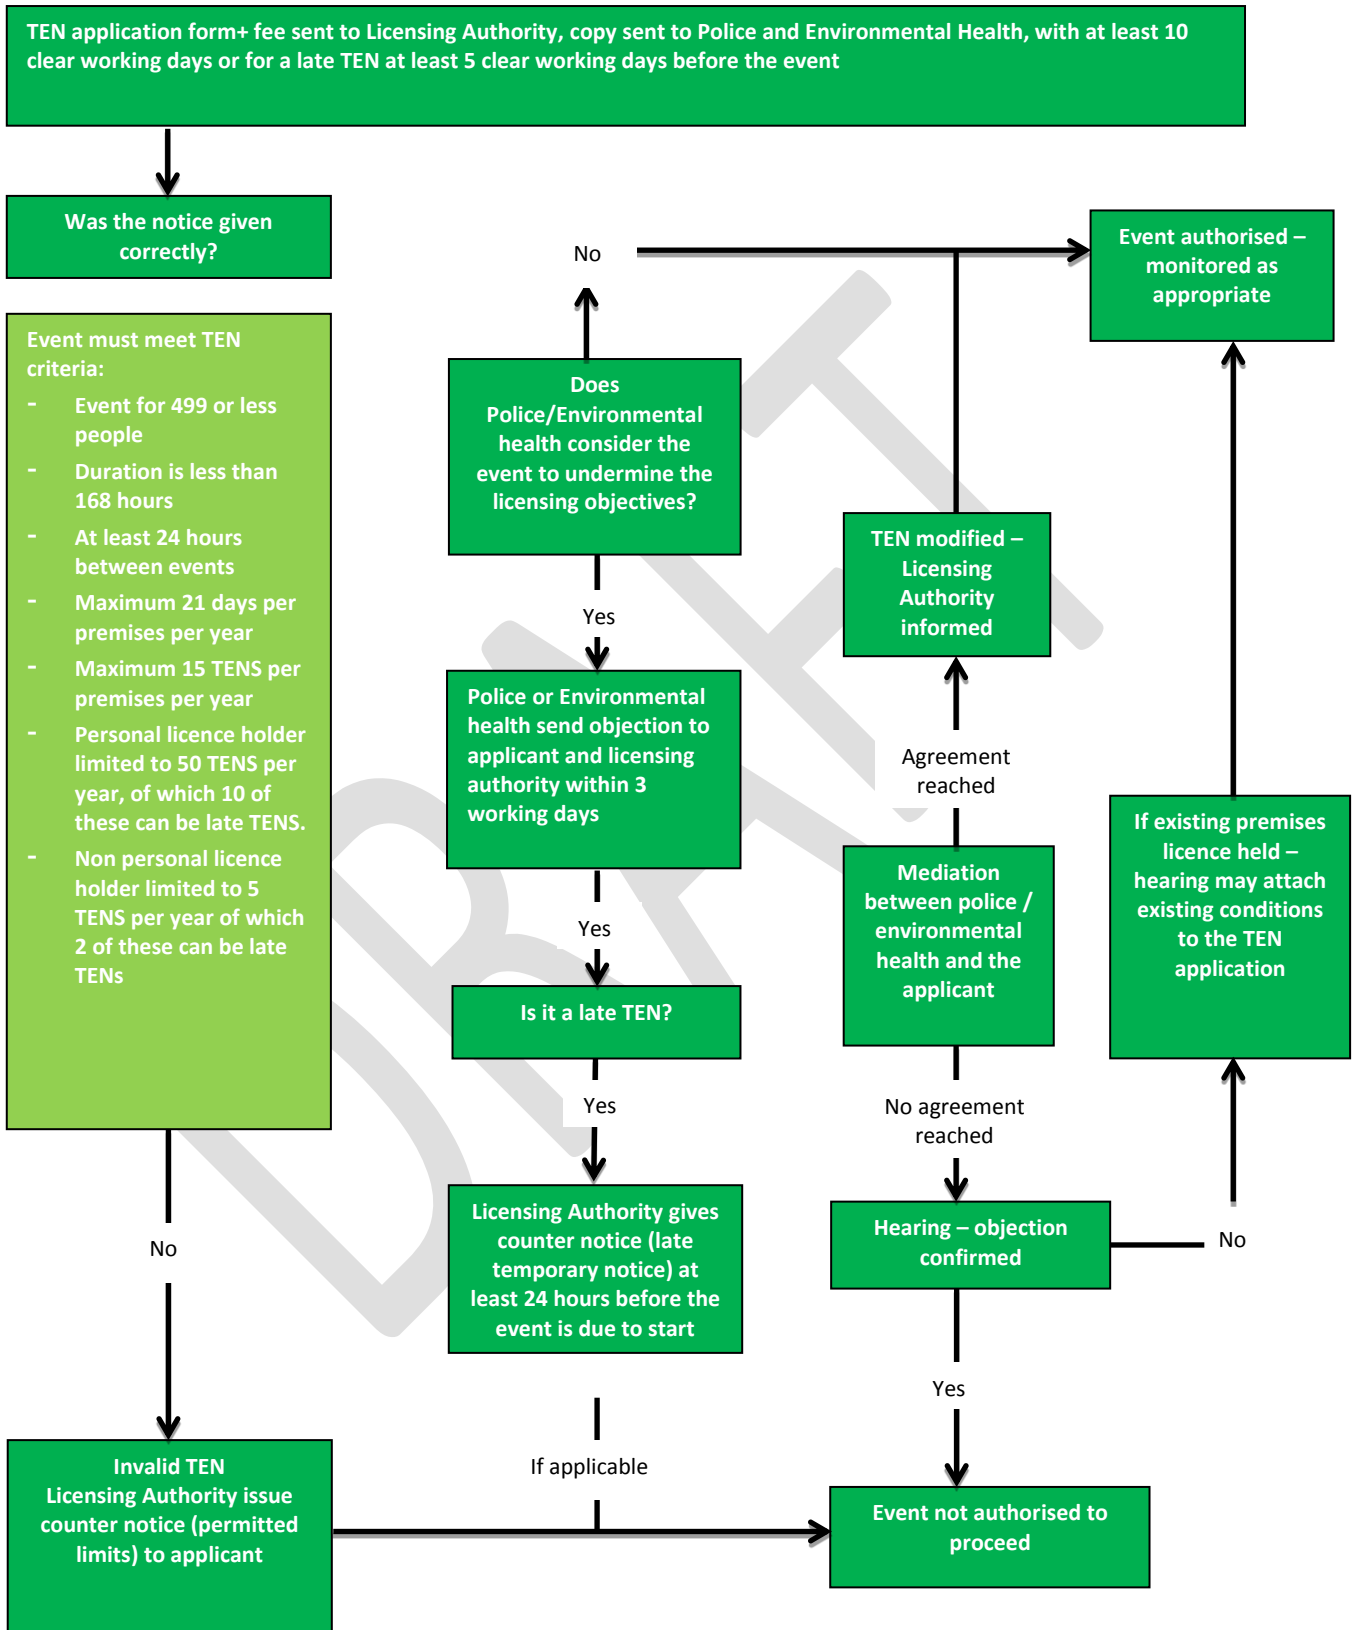 TEN application form+ fee sent to Licensing Authority, copy sent to Police and Environmental Health, with at least 10
clear working days or for a late TEN at least 5 clear working days before the event
Was the notice given
correctly?
Event must meet TEN
criteria:
- Event for 499 or less
people
- Duration is less than
168 hours
- At least 24 hours
between events
- Maximum 21 days per
premises per year
- Maximum 15 TENS per
premises per year
- Personal licence holder
limited to 50 TENS per
year, of which 10 of
these can be late TENS.
- Non personal licence
holder limited to 5
TENS per year of which
2 of these can be late
TENs
No
Invalid TEN
Licensing Authority issue
counter notice (permitted
limits) to applicant
No
Does
Police/Environmental
health consider the
event to undermine the
licensing objectives?
Yes
Police or Environmental
health send objection to
applicant and licensing
authority within 3
working days
Yes
Is it a late TEN?
Yes
Licensing Authority gives
counter notice (late
temporary notice) at
least 24 hours before the
event is due to start
If applicable
TEN modified –
Licensing
Authority
informed
Agreement
reached
Mediation
between police /
environmental
health and the
applicant
No agreement
reached
Hearing – objection
confirmed
Yes
Event not authorised to
proceed
Event authorised –
monitored as
appropriate
If existing premises
licence held –
hearing may attach
existing conditions
to the TEN
application
No
DRAFT